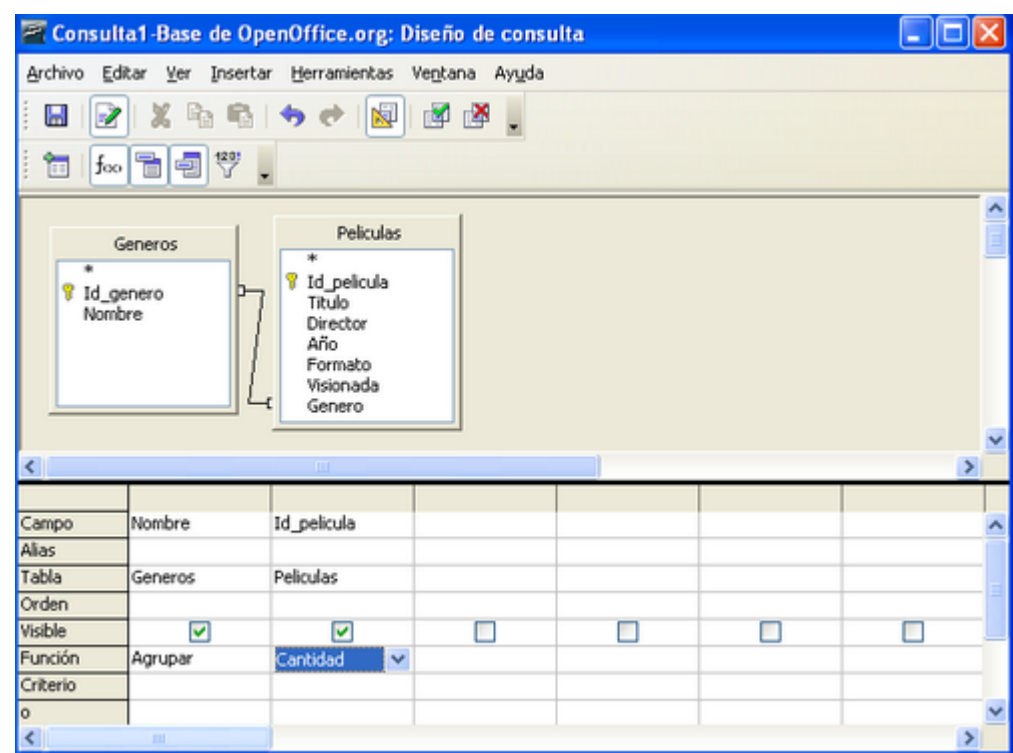 Consulta1-Base de OpenOffice.org: Diseño de consulta
Archivo Editar Ver Insertar Herramientas Ventana Ayuda
f∞ 123!
Generos
*
Id_genero
Nombre
Peliculas
*
Id_pelicula
Titulo
Director
Año
Formato
Visionada
Genero
Campo Nombre Id_pelicula
Alias
Tabla Generos Peliculas
Orden
Visible
Función Agrupar Cantidad
Criterio
o